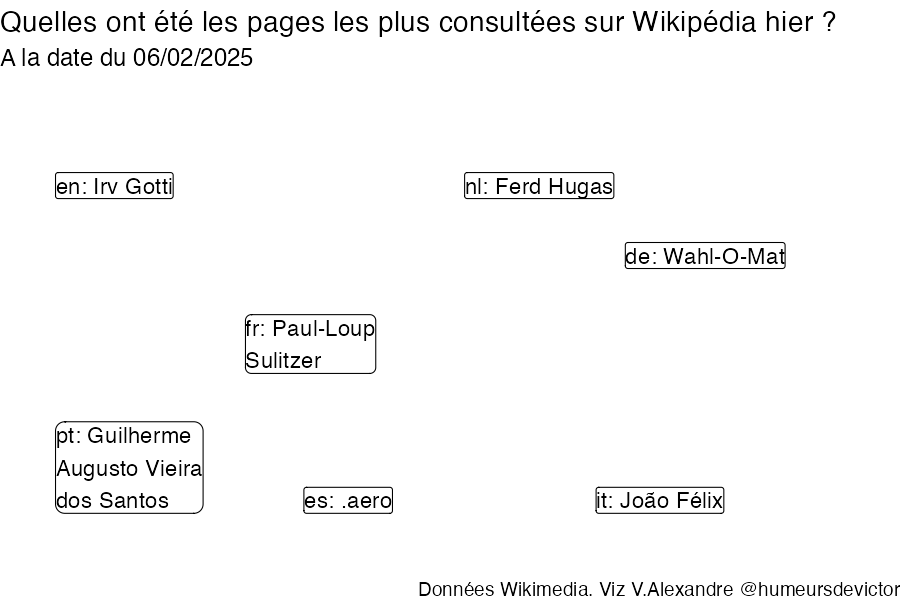 Quelles ont été les pages les plus consultées sur Wikipédia hier ?
A la date du 06/02/2025
en: Irv Gotti
nl: Ferd Hugas
de: Wahl-O-Mat
fr: Paul-Loup
Sulitzer
pt: Guilherme
Augusto Vieira
dos Santos
es: .aero
it: João Félix
Données Wikimedia. Viz V.Alexandre @humeursdevictor